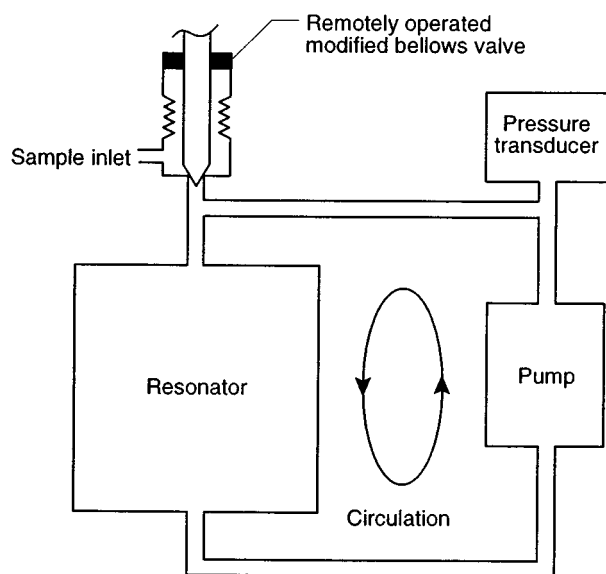 Remotely operated
modified bellows valve
Pressure
transducer
Sample inlet
Resonator
Pump
Circulation